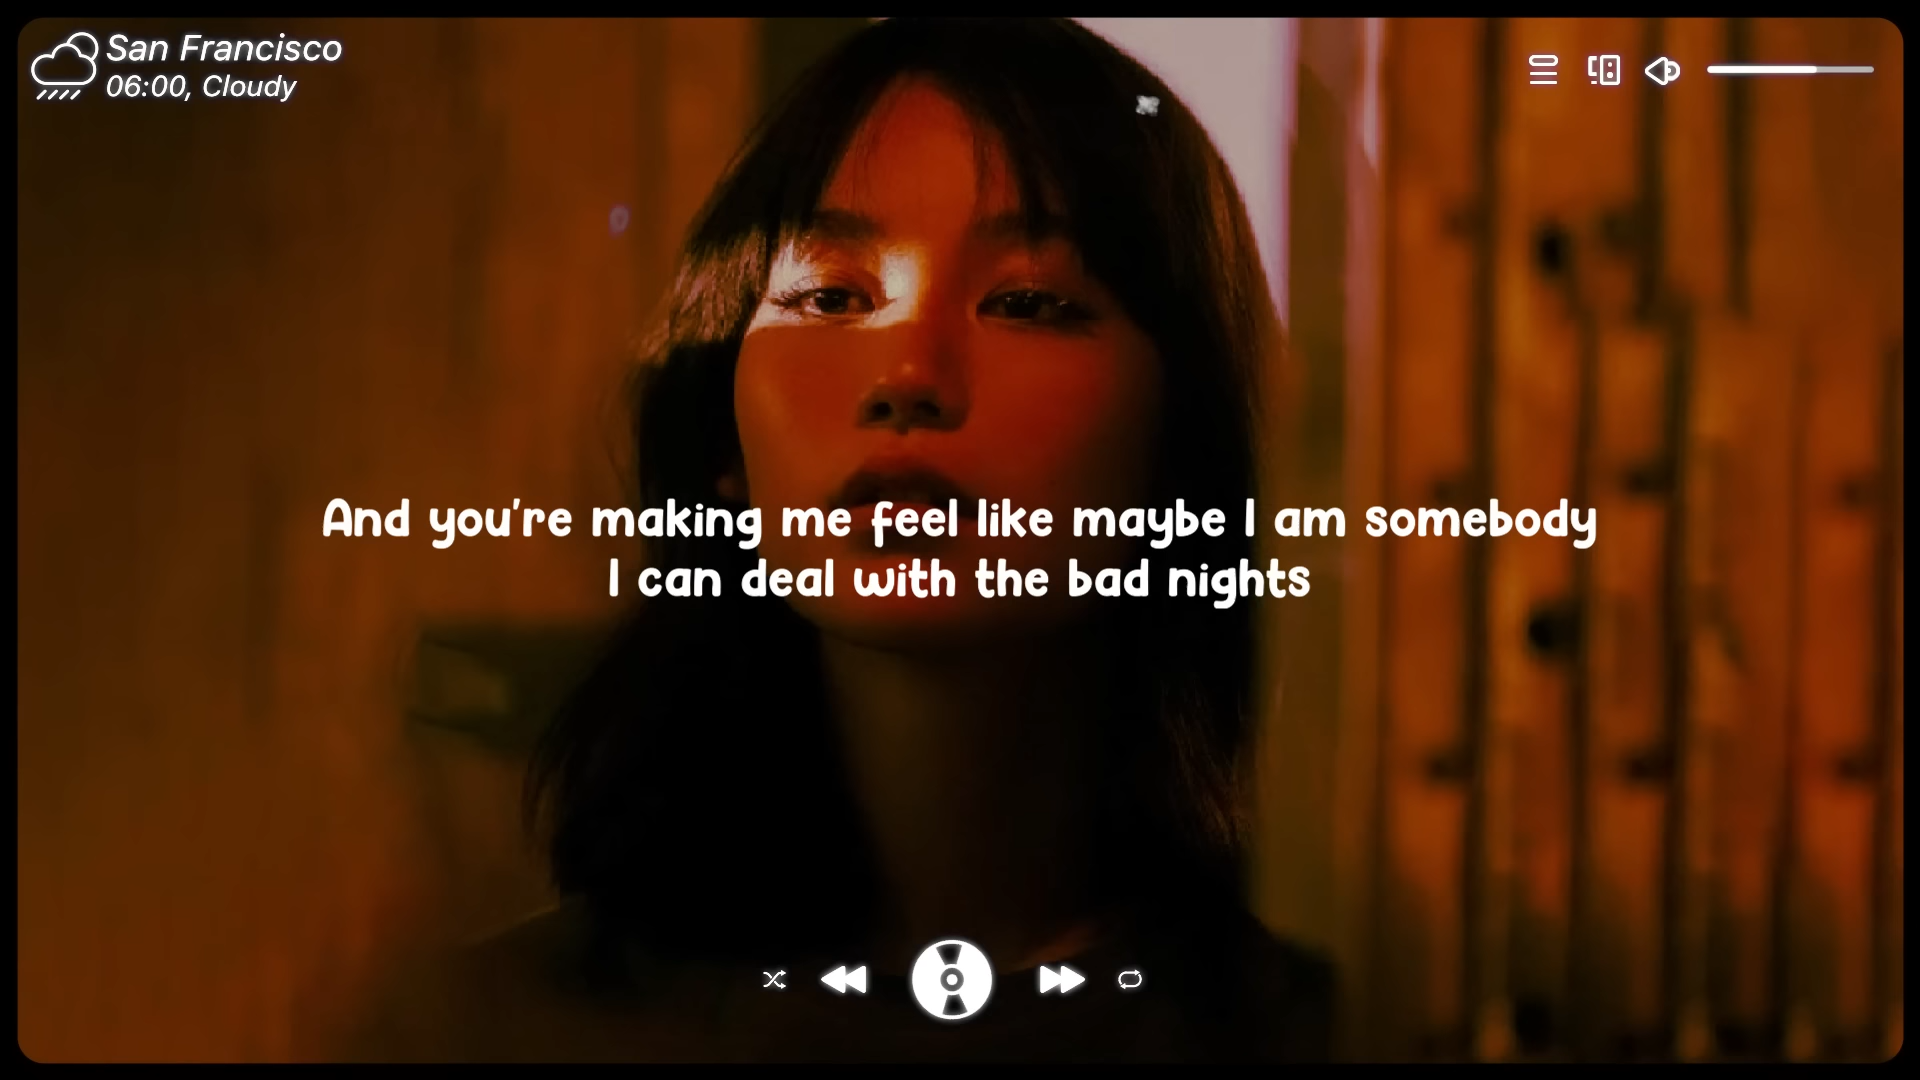 San Francisco
06:00, Cloudy
And you're making me feel like maybe I am somebody
I can deal with the bad nights